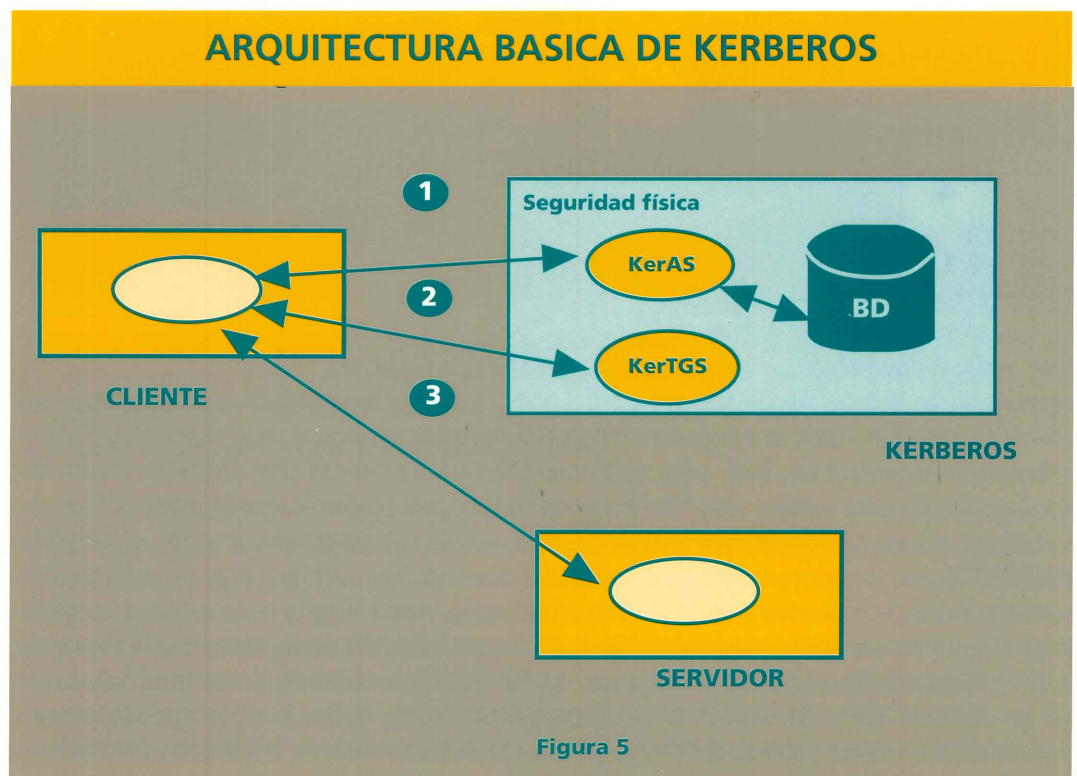 ARQUITECTURA BASICA DE KERBEROS
1
Seguridad física
KerAS
2
BD
KerTGS
CLIENTE
3
KERBEROS
SERVIDOR
Figura 5